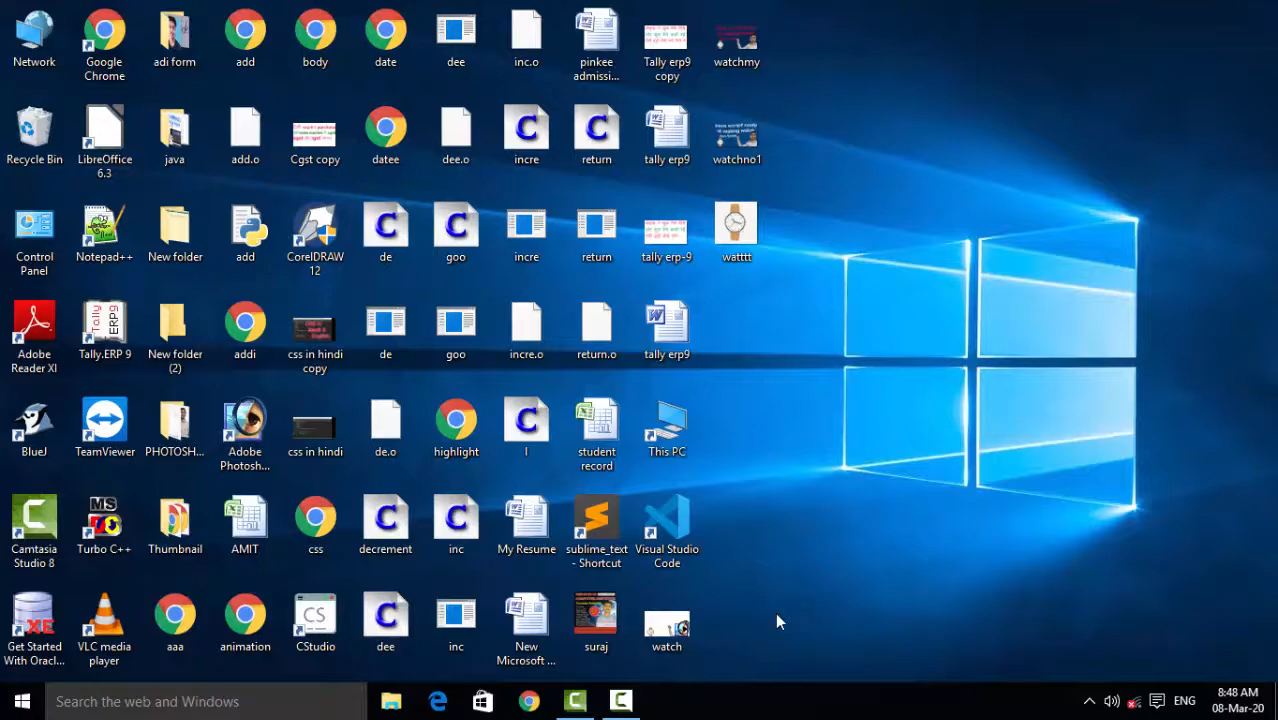 Network
Google
Chrome
adi form
add
body
date
dee
inc.o
pinkee
admissi...
Tally erp9
copy
watchmy
Recycle Bin
LibreOffice
6.3
java
add.o
Cgst copy
datee
dee.o
incre
return
tally erp9
watchno1
Control
Panel
Notepad++
New folder
add
CorelDRAW
12
de
goo
incre
return
tally erp-9
watttt
Adobe
Reader XI
Tally.ERP 9
New folder
(2)
addi
css in hindi
copy
de
goo
incre.o
return.o
tally erp9
BlueJ
TeamViewer
PHOTOSH...
Adobe
Photosh...
css in hindi
de.o
highlight
l
student
record
This PC
Camtasia
Studio 8
Turbo C++
Thumbnail
AMIT
css
decrement
inc
My Resume
sublime_text
- Shortcut
Visual Studio
Code
Get Started
With Oracl...
VLC media
player
aaa
animation
CStudio
dee
inc
New
Microsoft ...
suraj
watch
Search the web and Windows
ENG
8:48 AM
08-Mar-20